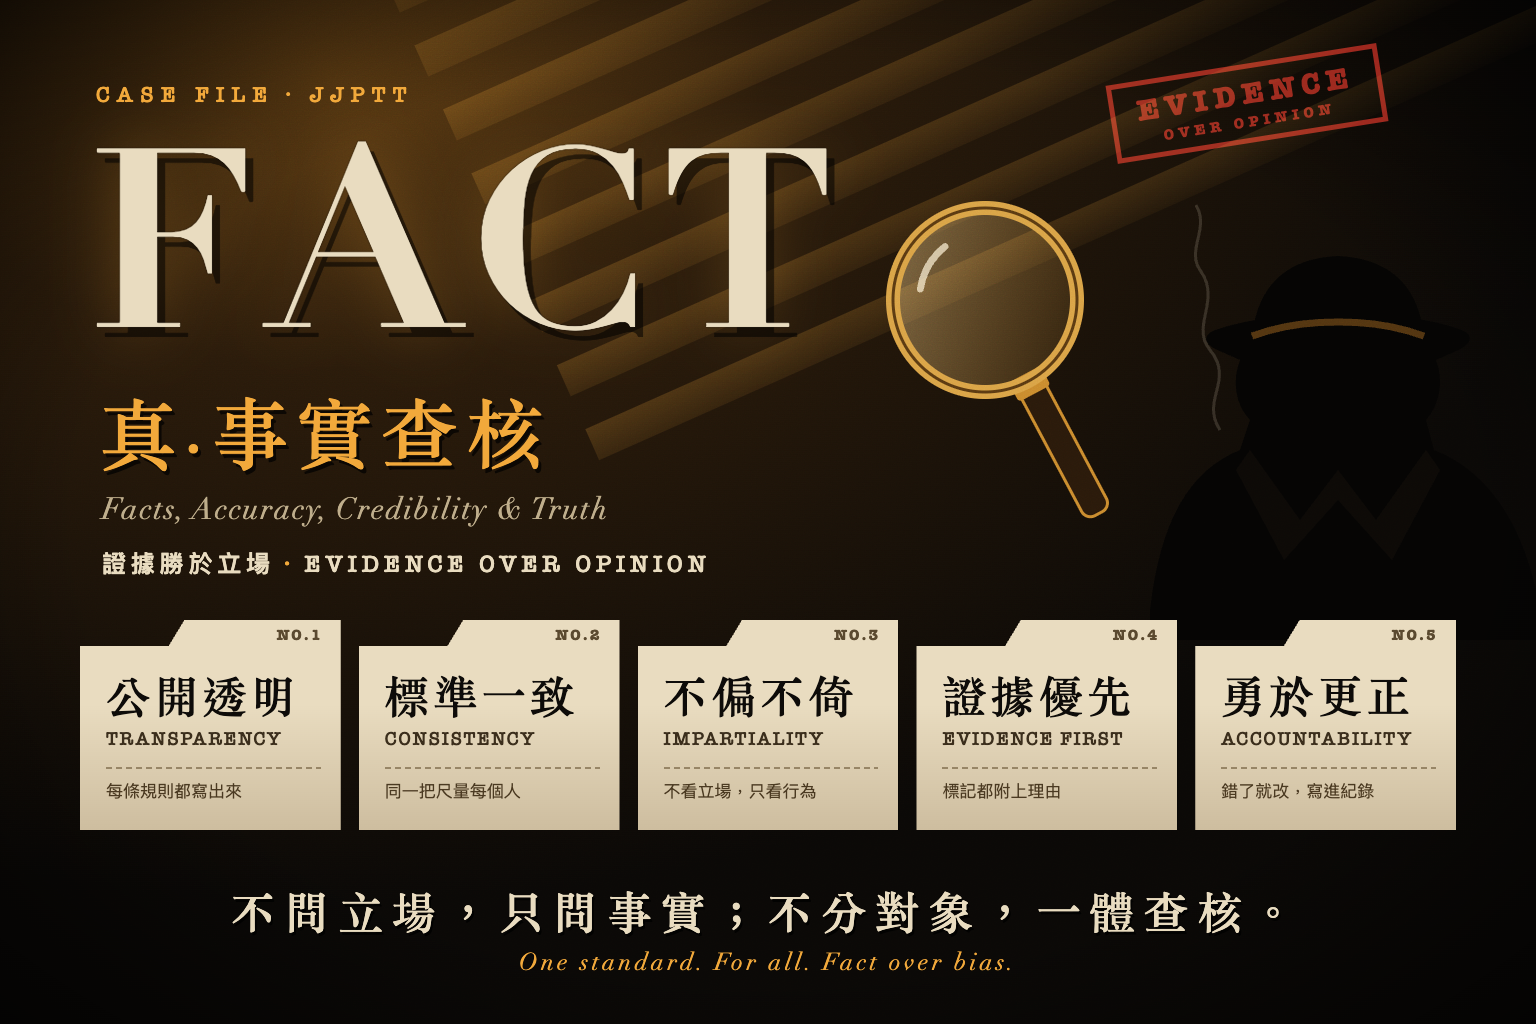 CASE FILE · JJPTT
EVIDENCE
OVER OPINION
FACT
真·事實查核
Facts, Accuracy, Credibility & Truth
證據勝於立場 · EVIDENCE OVER OPINION
NO.1
公開透明
TRANSPARENCY
每條規則都寫出來
NO.2
標準一致
CONSISTENCY
同一把尺量每個人
NO.3
不偏不倚
IMPARTIALITY
不看立場，只看行為
NO.4
證據優先
EVIDENCE FIRST
標記都附上理由
NO.5
勇於更正
ACCOUNTABILITY
錯了就改，寫進紀錄
不問立場，只問事實；不分對象，一體查核。
One standard. For all. Fact over bias.